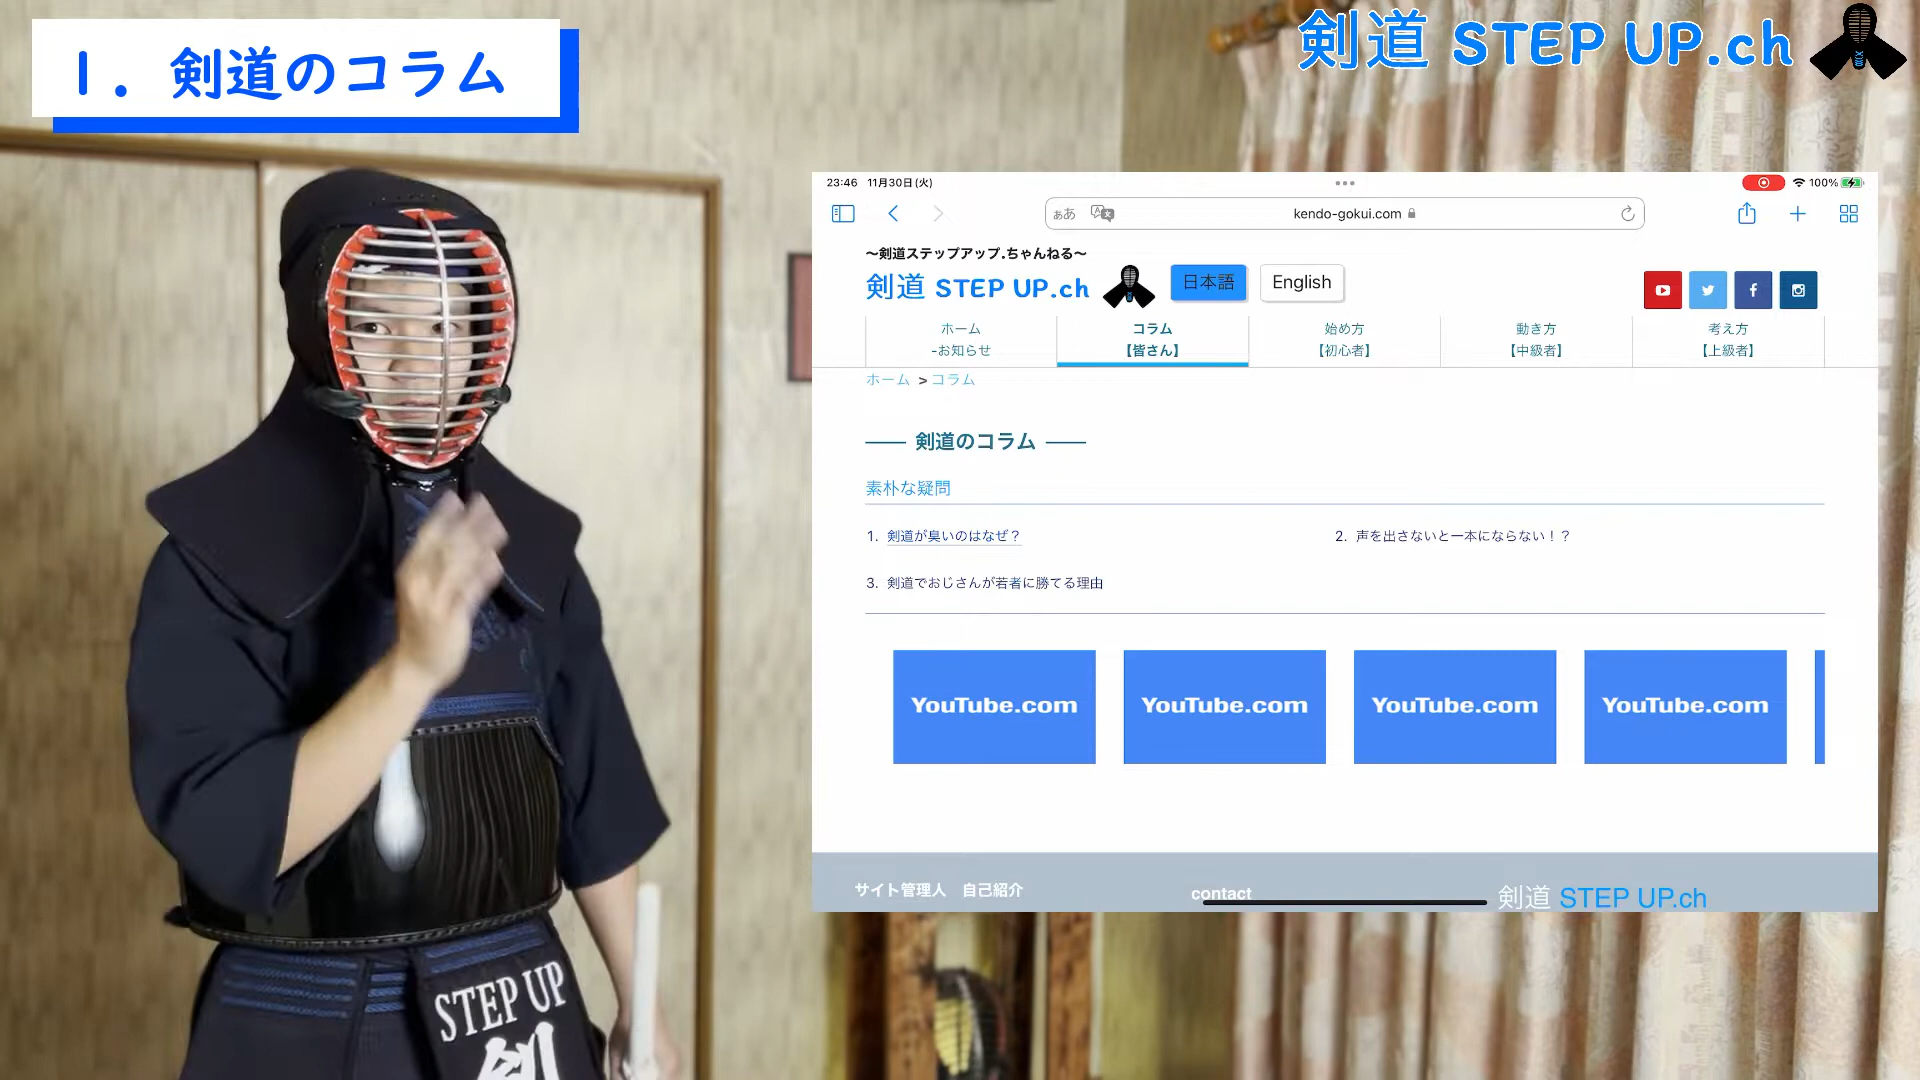 1. 剣道のコラム
剣道 STEP UP.ch
23:46 11月30日(火)
100%
ぁあ
kendo-gokui.com
〜剣道ステップアップ.ちゃんねる〜
剣道 STEP UP.ch
日本語
English
ホーム
-お知らせ
コラム
【皆さん】
始め方
【初心者】
動き方
【中級者】
考え方
【上級者】
ホーム > コラム
剣道のコラム
素朴な疑問
1. 剣道が臭いのはなぜ？
2. 声を出さないと一本にならない！？
3. 剣道でおじさんが若者に勝てる理由
YouTube.com
YouTube.com
YouTube.com
YouTube.com
サイト管理人 自己紹介
contact
剣道 STEP UP.ch
STEP UP
剣